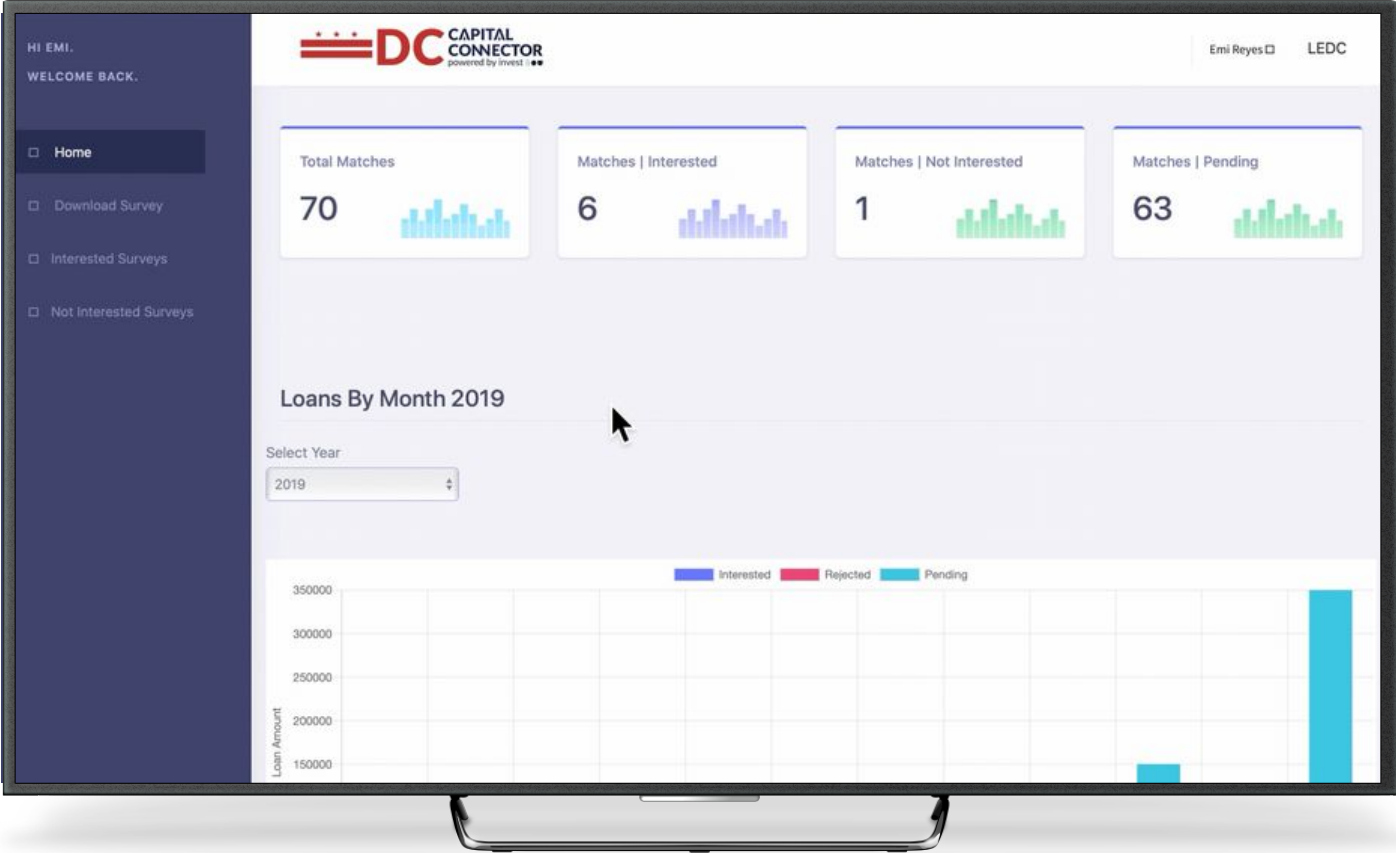 HI EMI.
WELCOME BACK.
Home
Download Survey
Interested Surveys
Not Interested Surveys
DC CAPITAL
CONNECTOR
powered by invest
Emi Reyes
LEDC
Total Matches
70
Matches | Interested
6
Matches | Not Interested
1
Matches | Pending
63
Loans By Month 2019
Select Year
2019
Interested Rejected Pending
350000
300000
250000
200000
150000
Loan Amount